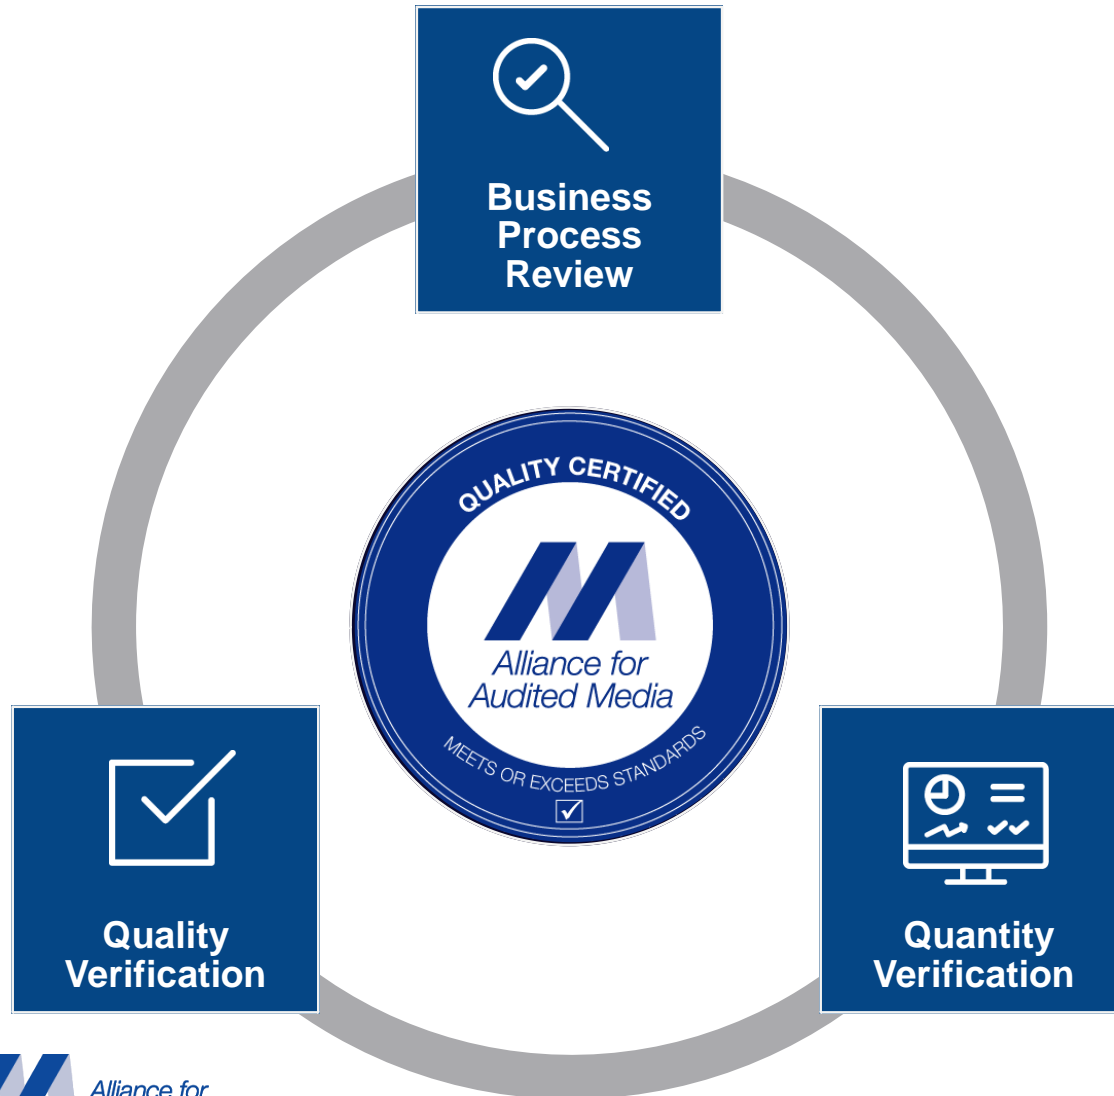 Business
Process
Review
QUALITY CERTIFIED
Alliance for
Audited Media
MEETS OR EXCEEDS STANDARDS
Quality
Verification
Quantity
Verification
Alliance for